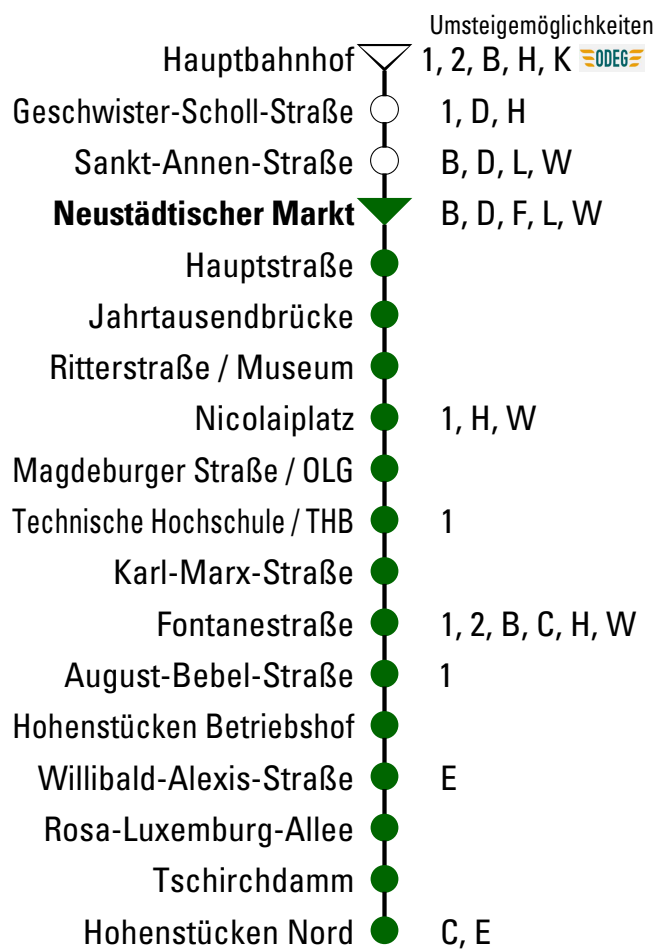 Umsteigemöglichkeiten
Hauptbahnhof 1, 2, B, H, K ODEG
Geschwister-Scholl-Straße 1, D, H
Sankt-Annen-Straße B, D, L, W
Neustädtischer Markt B, D, F, L, W
Hauptstraße
Jahrtausendbrücke
Ritterstraße / Museum
Nicolaiplatz 1, H, W
Magdeburger Straße / OLG
Technische Hochschule / THB 1
Karl-Marx-Straße
Fontanestraße 1, 2, B, C, H, W
August-Bebel-Straße 1
Hohenstücken Betriebshof
Willibald-Alexis-Straße E
Rosa-Luxemburg-Allee
Tschirchdamm
Hohenstücken Nord C, E